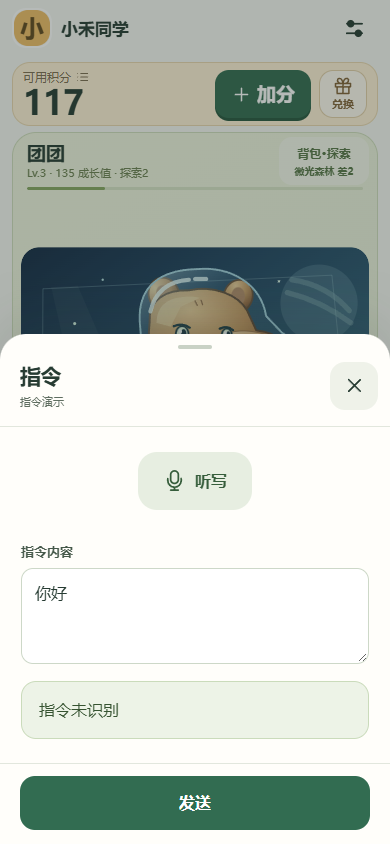 小 小禾同学
可用积分
117
＋ 加分
兑换
团团
Lv.3 · 135 成长值 · 探索2
背包•探索
微光森林 差2
指令
指令演示
听写
指令内容
你好
指令未识别
发送